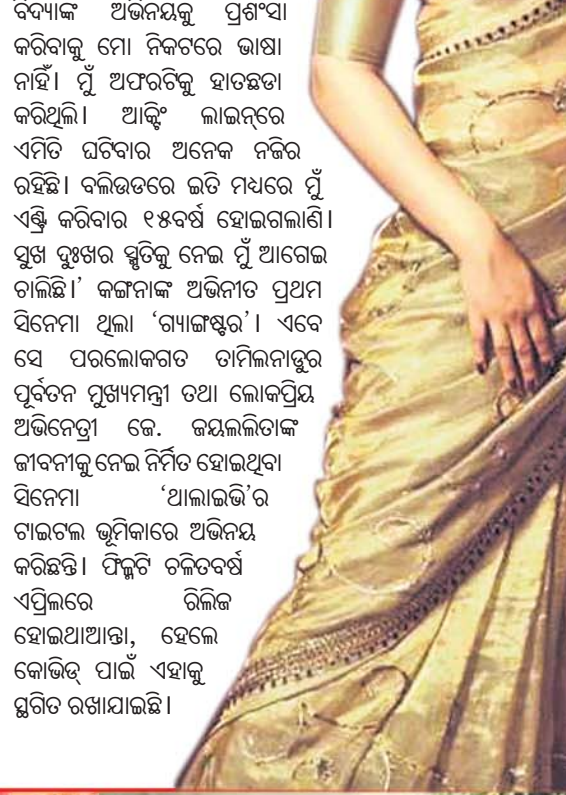 ବିଦ୍ୟାଙ୍କ ଅଭିନୟକୁ ପ୍ରଶଂସା
କରିବାକୁ ମୋ ନିକଟରେ ଭାଷା
ନାହିଁ। ମୁଁ ଅଫରଟିକୁ ହାତଛଡା
କରିଥିଲି। ଆକ୍ଟିଂ ଲାଇନ୍‌ରେ
ଏମିତି ଘଟିବାର ଅନେକ ନଜିର
ରହିଛି। ବଲିଉଡରେ ଇତି ମଧ୍ୟରେ ମୁଁ
ଏଣ୍ଟ୍ରି କରିବାର ୧୫ବର୍ଷ ହୋଇଗଲାଣି।
ସୁଖ ଦୁଃଖର ସ୍ମୃତିକୁ ନେଇ ମୁଁ ଆଗେଇ
ଚାଲିଛି।’ କଙ୍ଗନାଙ୍କ ଅଭିନୀତ ପ୍ରଥମ
ସିନେମା ଥିଲା ‘ଗ୍ୟାଙ୍ଗଷ୍ଟର’। ଏବେ
ସେ ପରଲୋକଗତ ତାମିଲନାଡୁର
ପୂର୍ବତନ ମୁଖ୍ୟମନ୍ତ୍ରୀ ତଥା ଲୋକପ୍ରିୟ
ଅଭିନେତ୍ରୀ ଜେ. ଜୟଲଲିତାଙ୍କ
ଜୀବନୀକୁ ନେଇ ନିର୍ମିତ ହୋଇଥିବା
ସିନେମା ‘ଥାଲାଇଭି’ର
ଟାଇଟଲ ଭୂମିକାରେ ଅଭିନୟ
କରିଛନ୍ତି। ଫିଲ୍ମଟି ଚଳିତବର୍ଷ
ଏପ୍ରିଲରେ ରିଲିଜ
ହୋଇଥାଆନ୍ତା, ହେଲେ
କୋଭିଡ୍ ପାଇଁ ଏହାକୁ
ସ୍ଥଗିତ ରଖାଯାଇଛି।